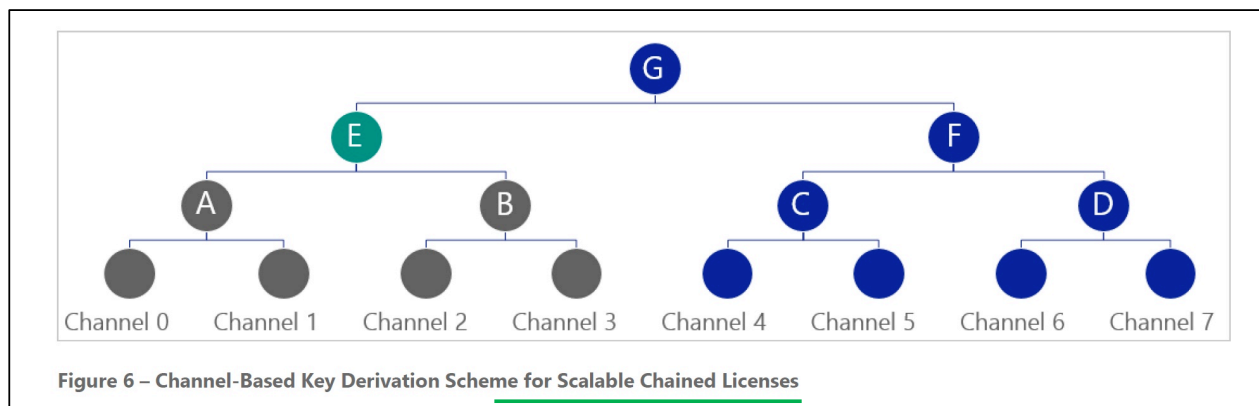 G
E
F
A
B
C
D
Channel 0
Channel 1
Channel 2
Channel 3
Channel 4
Channel 5
Channel 6
Channel 7
Figure 6 – Channel-Based Key Derivation Scheme for Scalable Chained Licenses